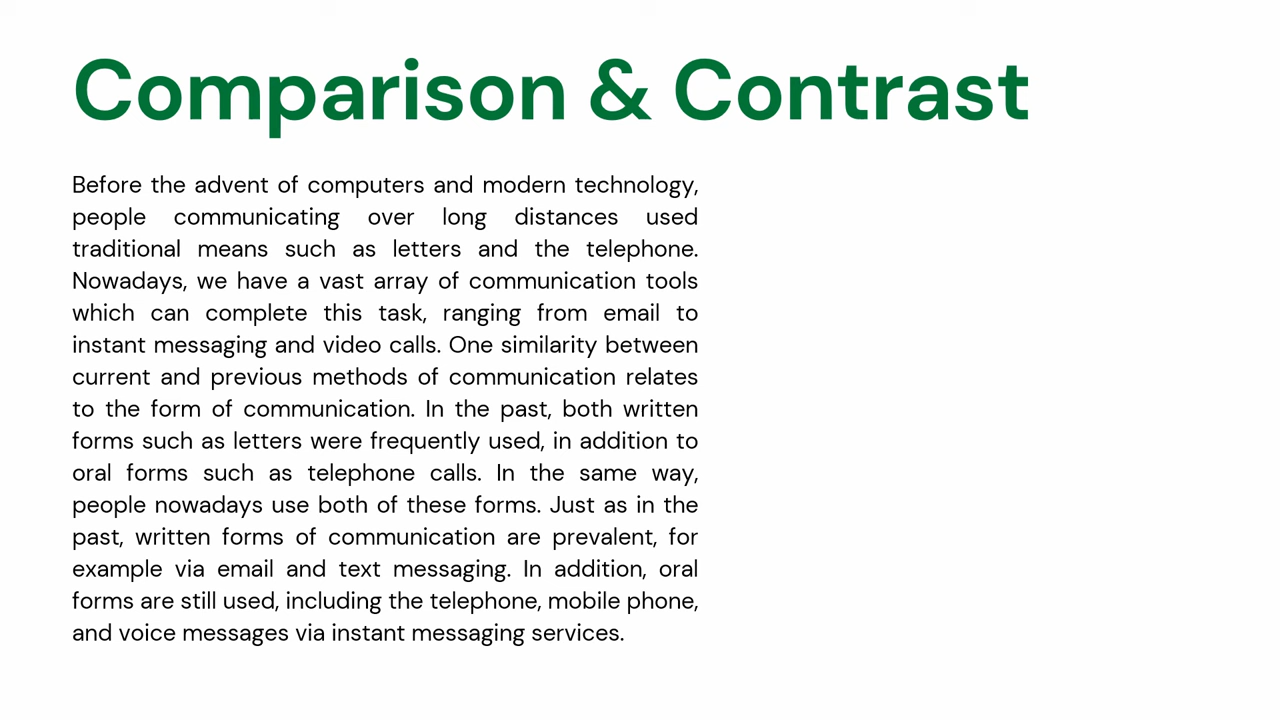 Comparison & Contrast
Before the advent of computers and modern technology,
people communicating over long distances used
traditional means such as letters and the telephone.
Nowadays, we have a vast array of communication tools
which can complete this task, ranging from email to
instant messaging and video calls. One similarity between
current and previous methods of communication relates
to the form of communication. In the past, both written
forms such as letters were frequently used, in addition to
oral forms such as telephone calls. In the same way,
people nowadays use both of these forms. Just as in the
past, written forms of communication are prevalent, for
example via email and text messaging. In addition, oral
forms are still used, including the telephone, mobile phone,
and voice messages via instant messaging services.